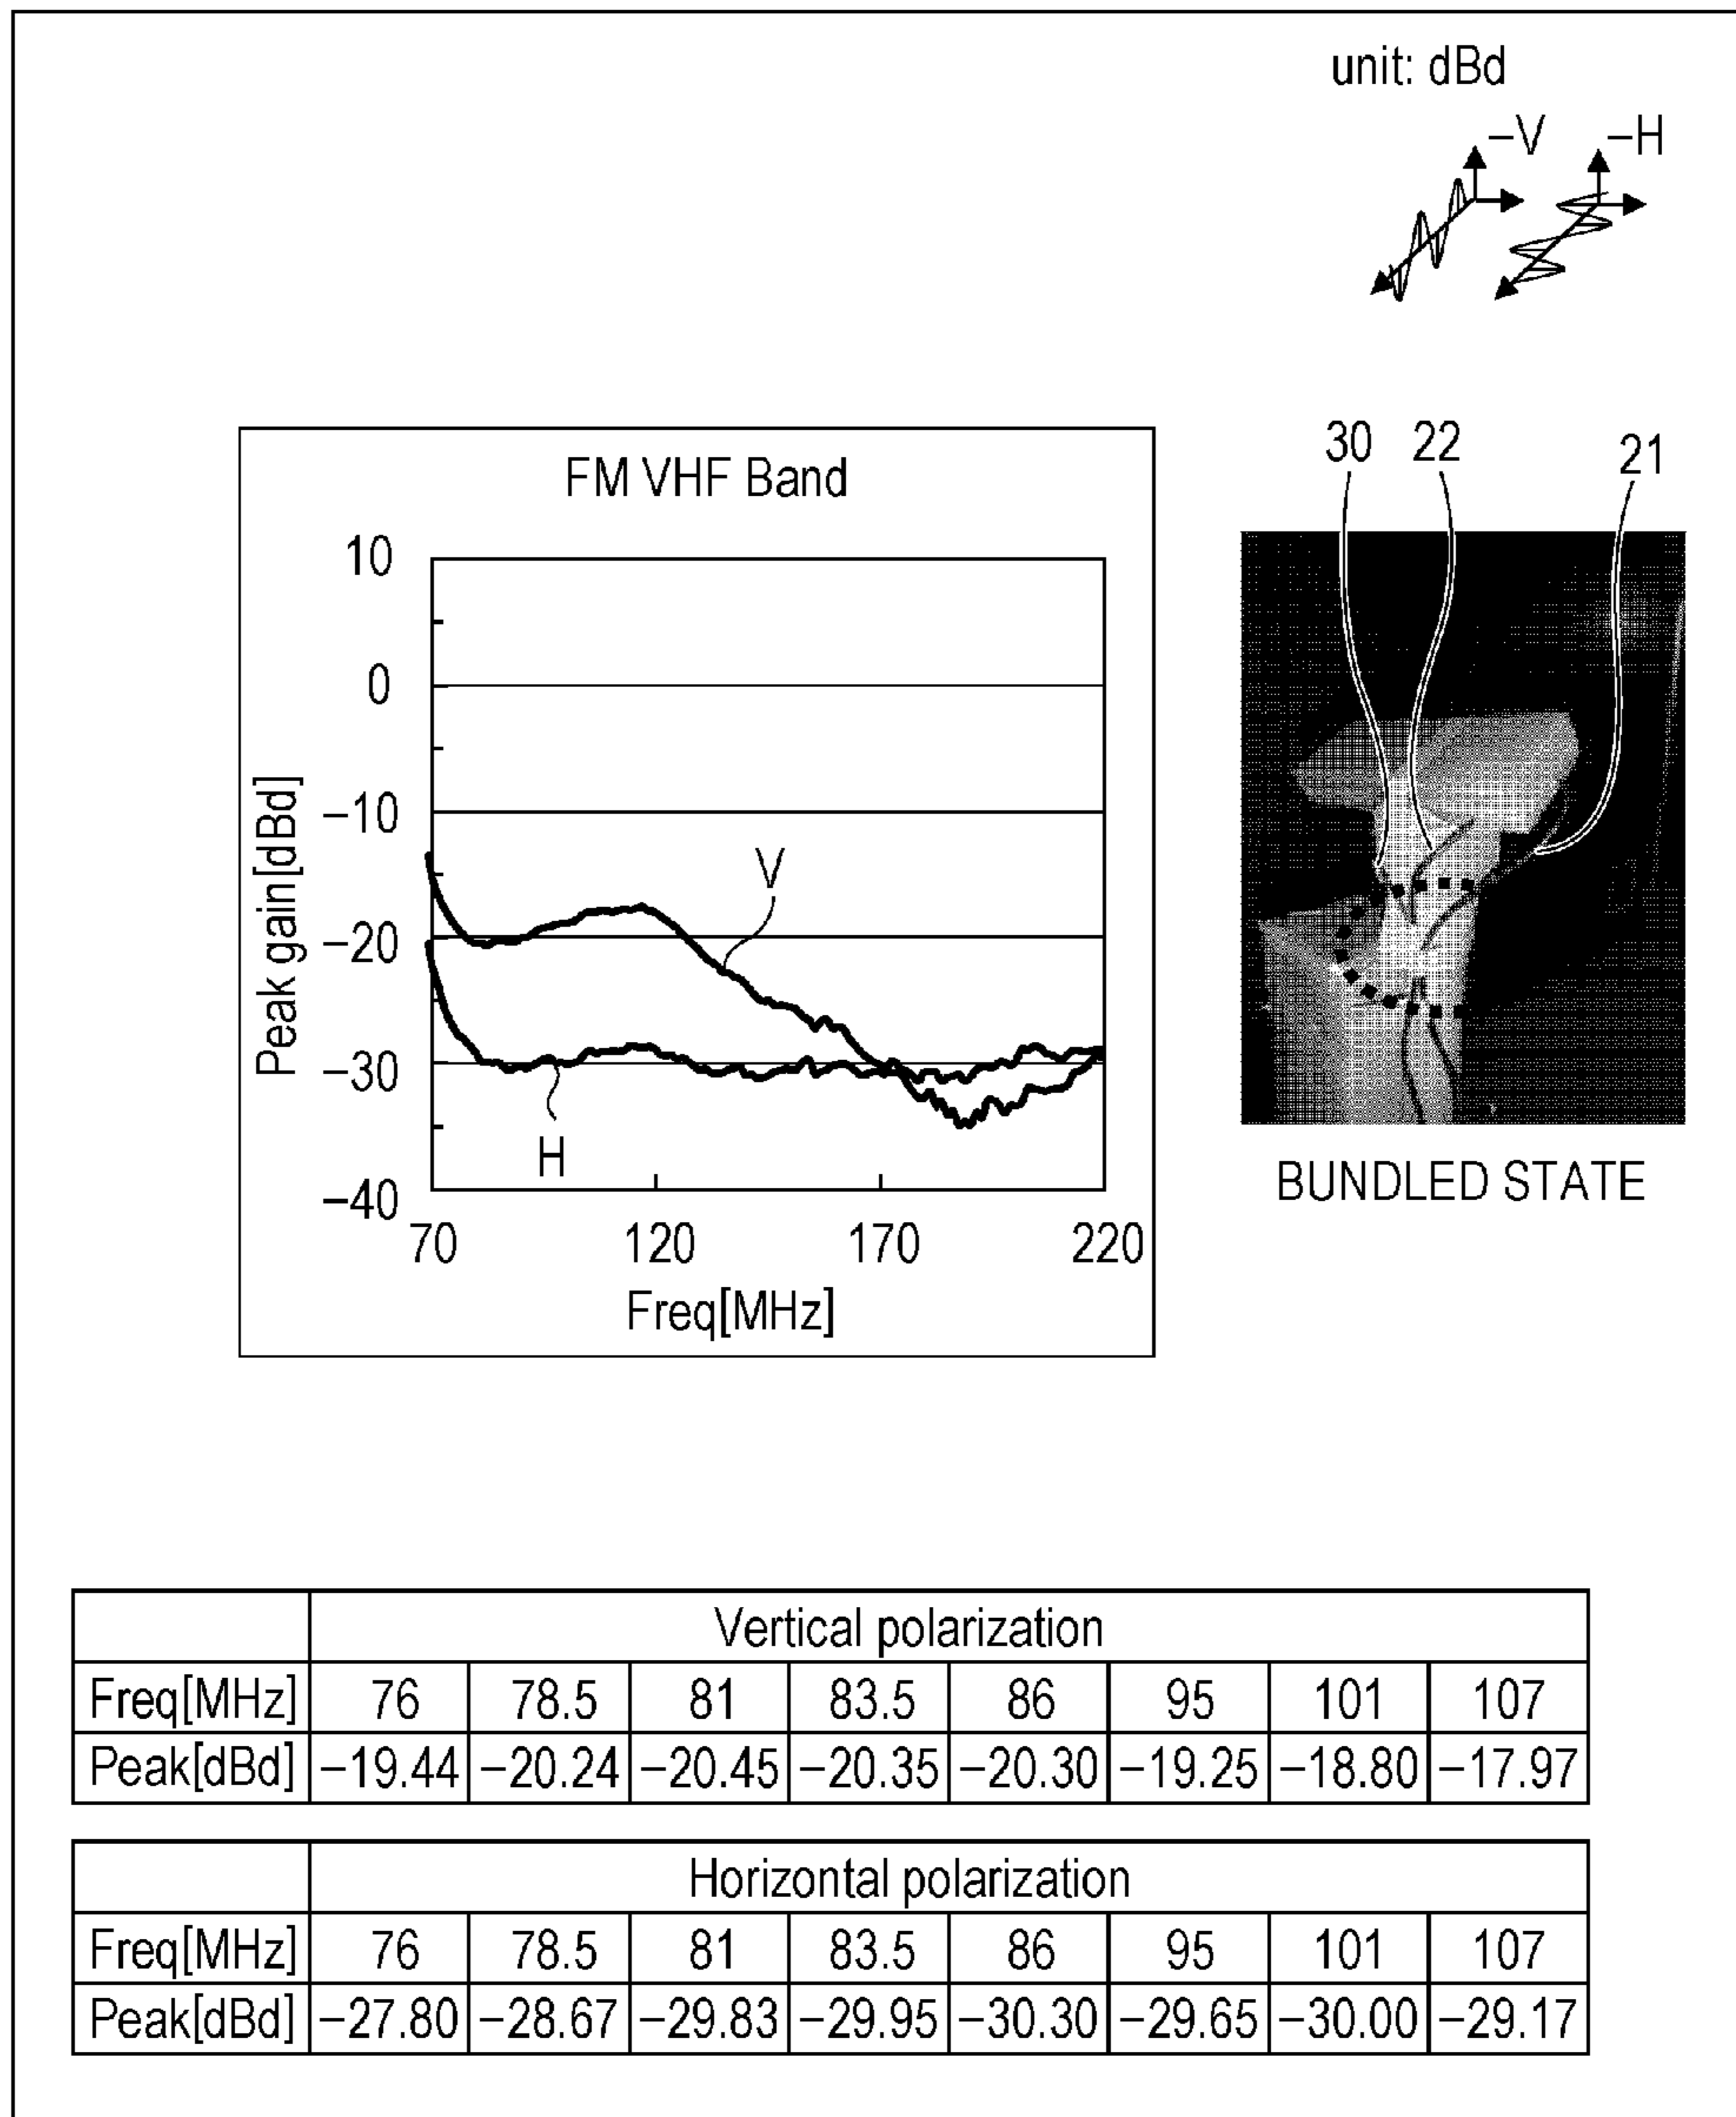 unit: dBd
–V –H
30 22 21
FM VHF Band
10
0
–10
–20
–30
–40
Peak gain[dBd]
V
H
70 120 170 220
Freq[MHz]
BUNDLED STATE
Vertical polarization
Freq[MHz] 76 78.5 81 83.5 86 95 101 107
Peak[dBd] –19.44 –20.24 –20.45 –20.35 –20.30 –19.25 –18.80 –17.97
Horizontal polarization
Freq[MHz] 76 78.5 81 83.5 86 95 101 107
Peak[dBd] –27.80 –28.67 –29.83 –29.95 –30.30 –29.65 –30.00 –29.17